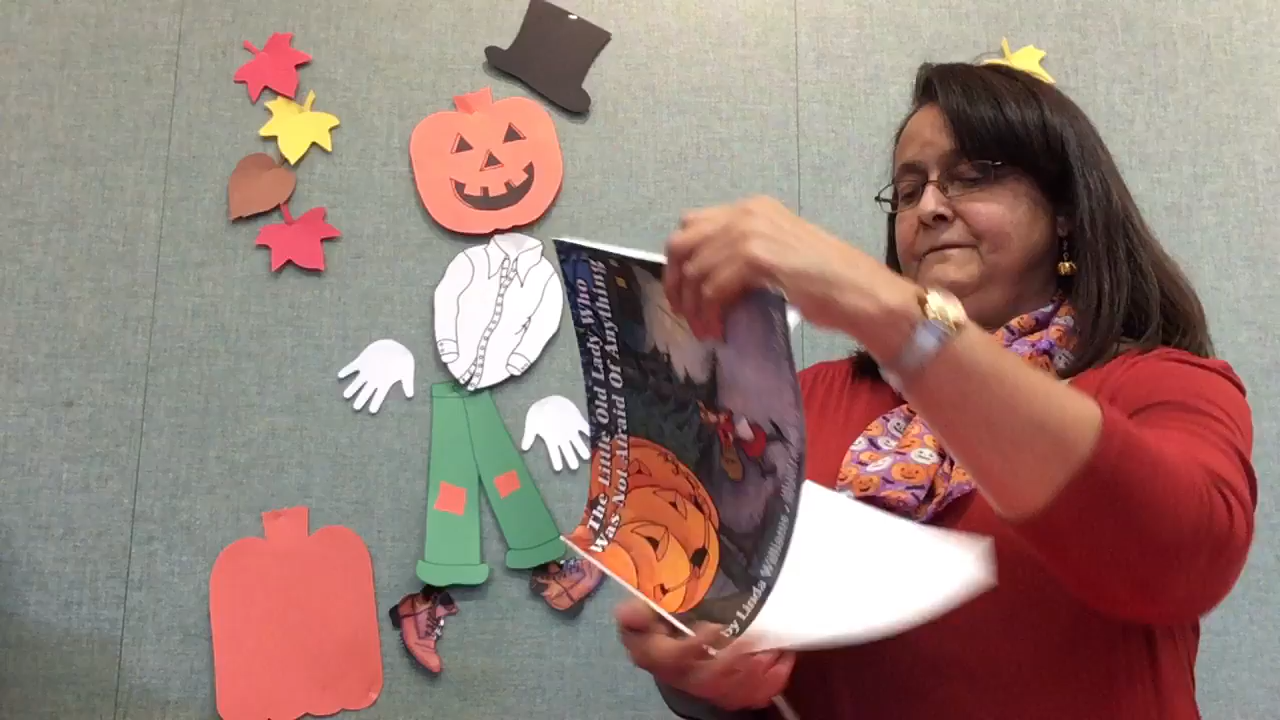 The Little Old Lady Who
Was Not Afraid Of Anything
by Linda Williams